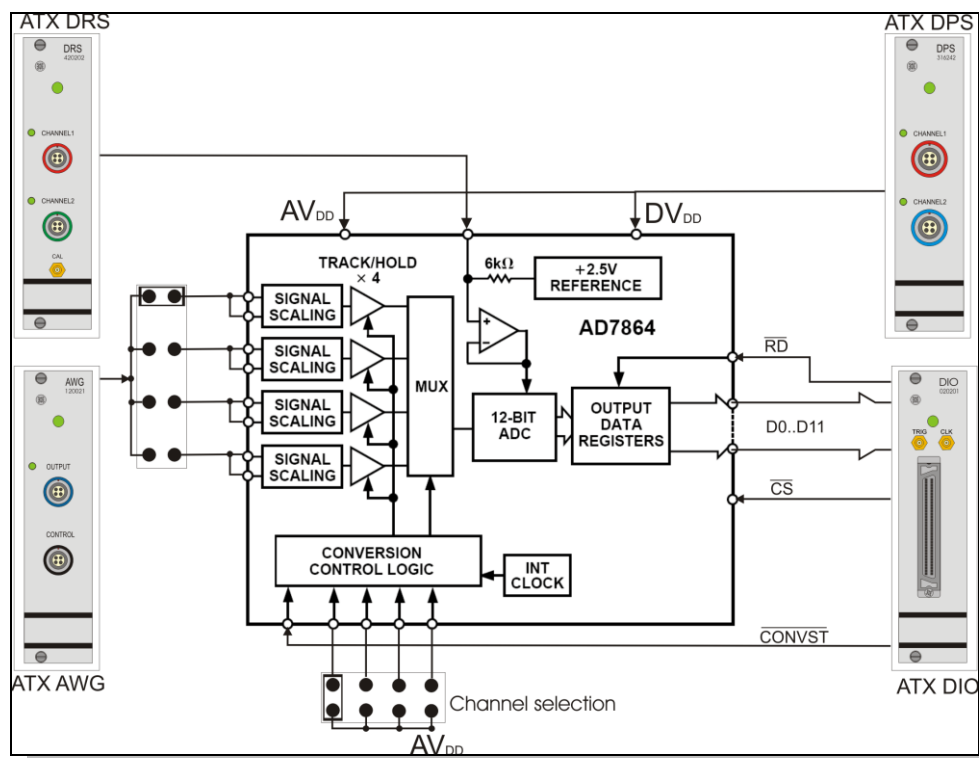 ATX DRS
ATX DPS
DRS
420202
CHANNEL1
CHANNEL2
CAL
DPS
316242
CHANNEL1
CHANNEL2
AVDD
DVDD
TRACK/HOLD
× 4
6kΩ
+2.5V
REFERENCE
AD7864
SIGNAL
SCALING
SIGNAL
SCALING
SIGNAL
SCALING
SIGNAL
SCALING
MUX
+
−
12-BIT
ADC
OUTPUT
DATA
REGISTERS
RD
D0..D11
CS
AWG
120021
OUTPUT
CONTROL
DIO
020201
TRIG
CLK
CONVERSION
CONTROL LOGIC
INT
CLOCK
CONVST
ATX AWG
ATX DIO
Channel selection
AVDD